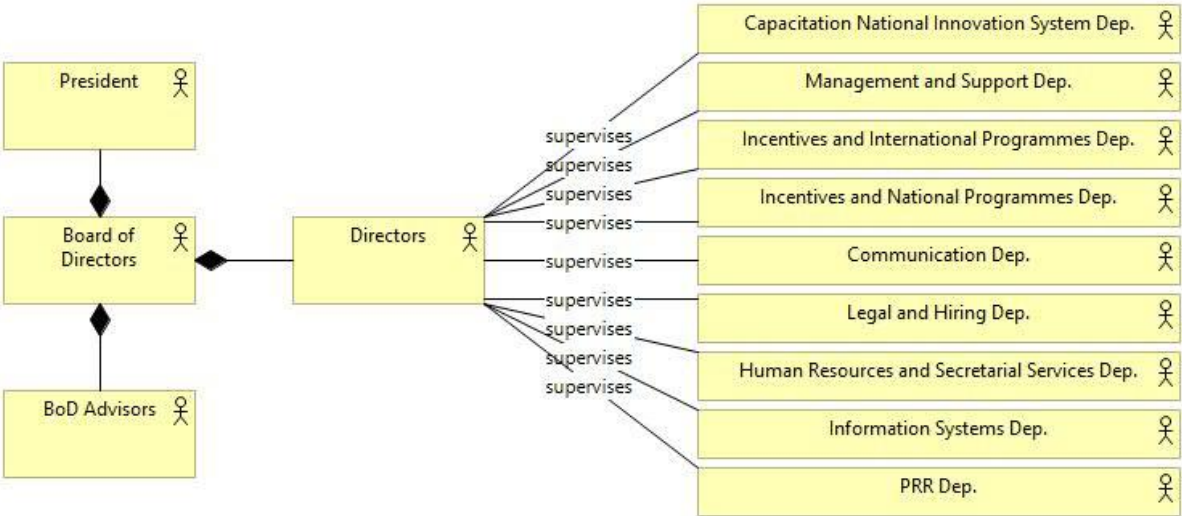 President
Board of
Directors
BoD Advisors
Directors
supervises
supervises
supervises
supervises
supervises
supervises
supervises
supervises
supervises
Capacitation National Innovation System Dep.
Management and Support Dep.
Incentives and International Programmes Dep.
Incentives and National Programmes Dep.
Communication Dep.
Legal and Hiring Dep.
Human Resources and Secretarial Services Dep.
Information Systems Dep.
PRR Dep.